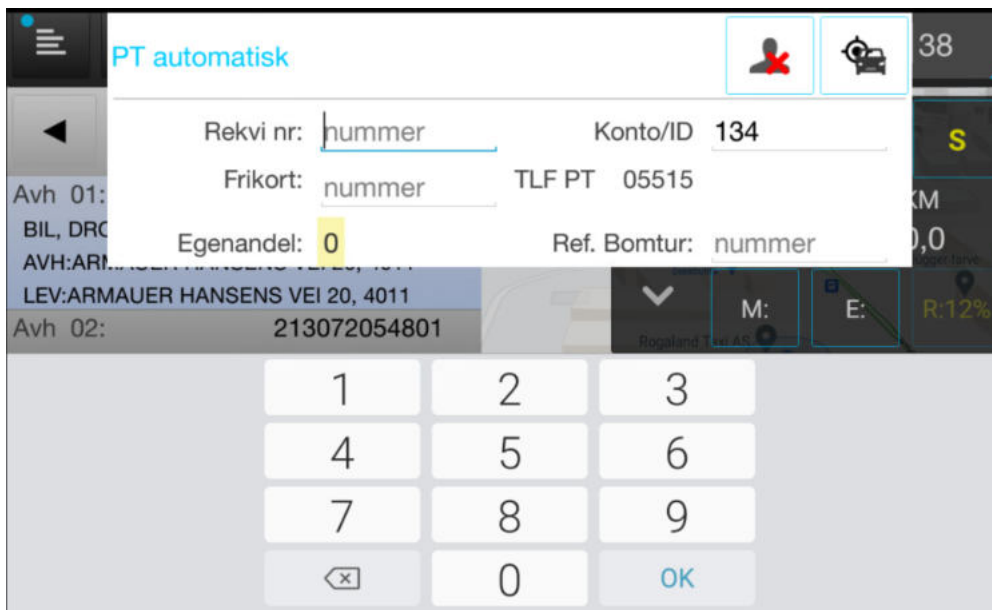 38
PT automatisk
Rekvi nr: nummer Konto/ID 134
S
Frikort: nummer TLF PT 05515
Avh 01:
KM
BIL, DRO
Egenandel: 0 Ref. Bomtur: nummer
0,0
LEV:ARMAUER HANSENS VEI 20, 4011
M: E: R:12%
Avh 02: 213072054801
Rogaland Taxi AS
1 2 3
4 5 6
7 8 9
0 OK